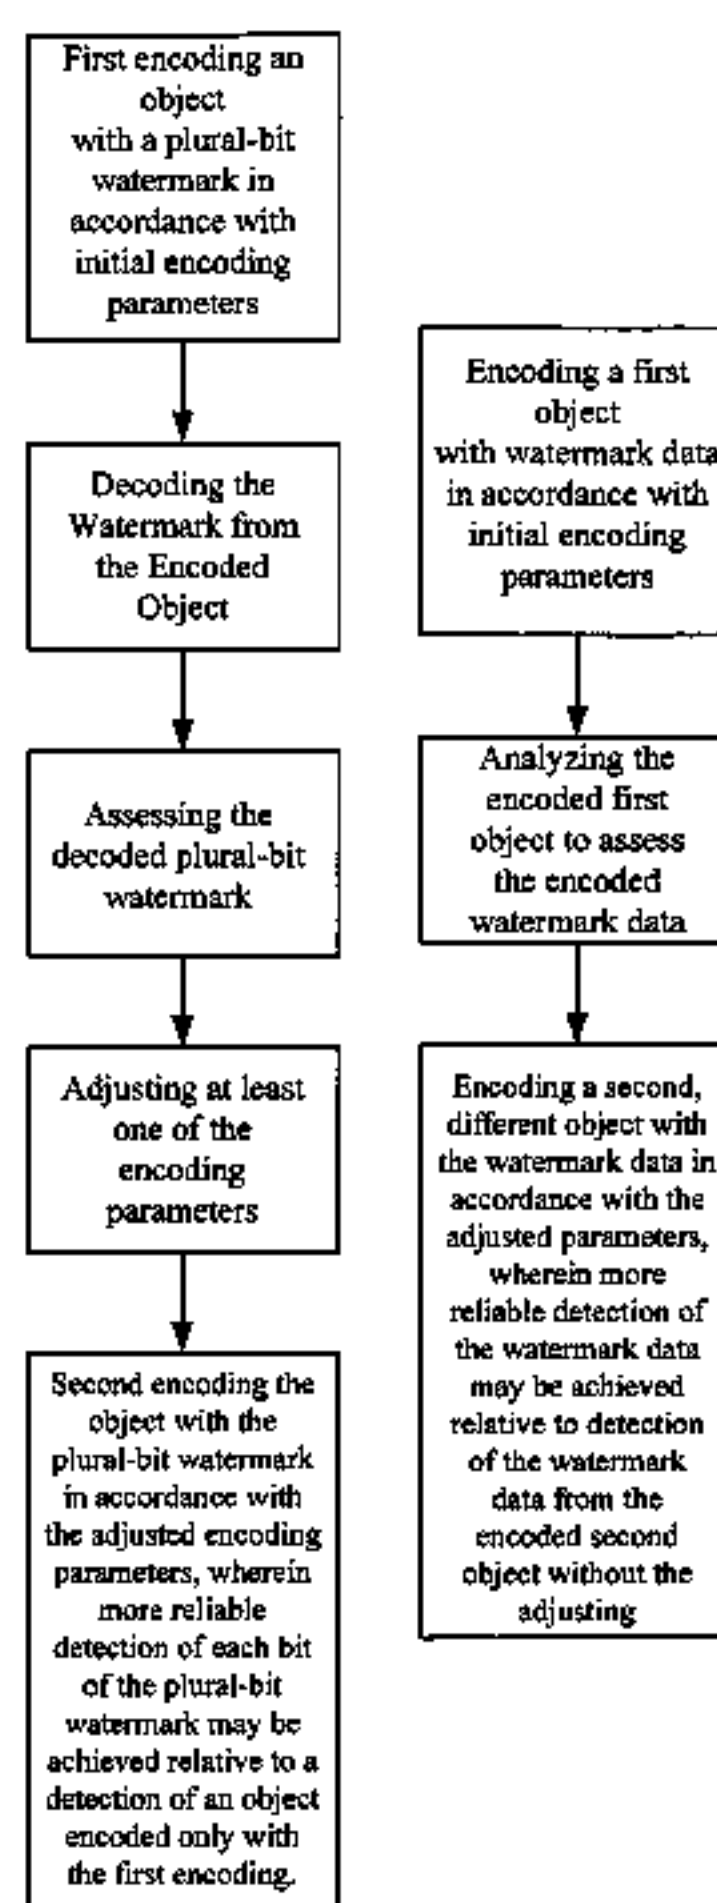 First encoding an
object
with a plural-bit
watermark in
accordance with
initial encoding
parameters
Decoding the
Watermark from
the Encoded
Object
Assessing the
decoded plural-bit
watermark
Adjusting at least
one of the
encoding
parameters
Second encoding the
object with the
plural-bit watermark
in accordance with
the adjusted encoding
parameters, wherein
more reliable
detection of each bit
of the plural-bit
watermark may be
achieved relative to a
detection of an object
encoded only with
the first encoding.
Encoding a first
object
with watermark data
in accordance with
initial encoding
parameters
Analyzing the
encoded first
object to assess
the encoded
watermark data
Encoding a second,
different object with
the watermark data in
accordance with the
adjusted parameters,
wherein more
reliable detection of
the watermark data
may be achieved
relative to detection
of the watermark
data from the
encoded second
object without the
adjusting